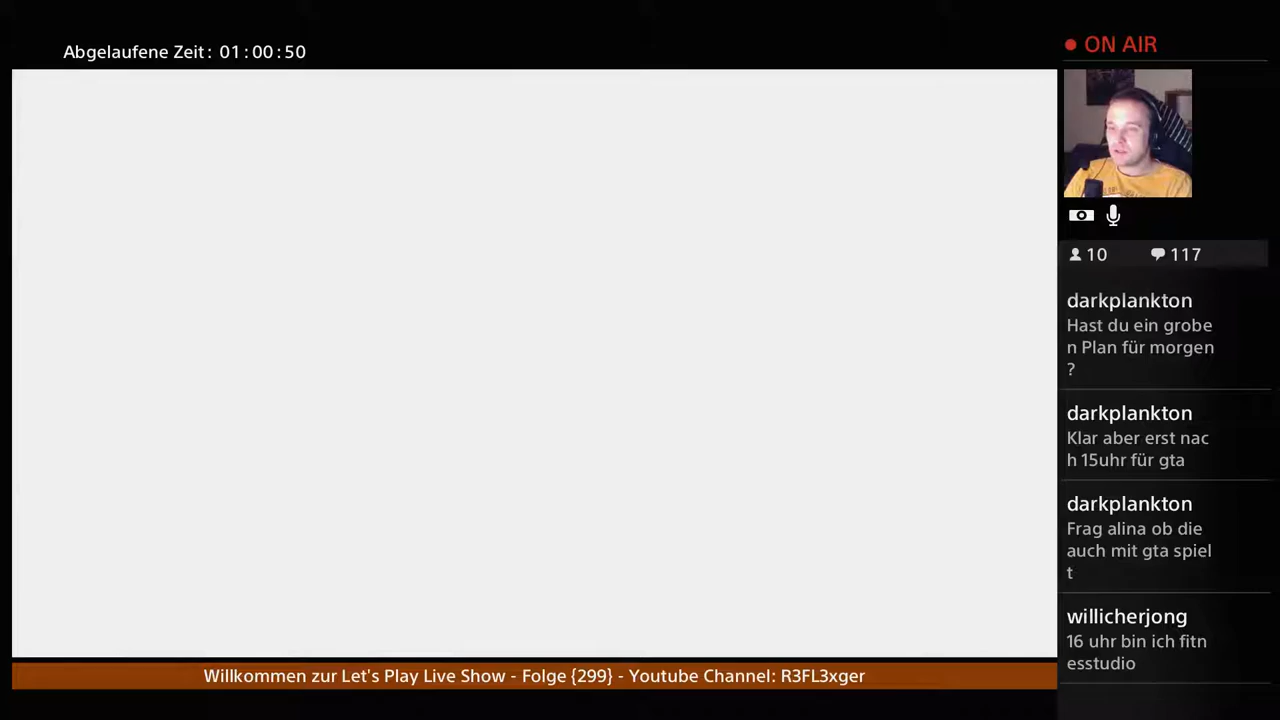 Abgelaufene Zeit: 01:00:50
ON AIR
10 117
darkplankton
Hast du ein grobe
n Plan für morgen
?
darkplankton
Klar aber erst nac
h 15uhr für gta
darkplankton
Frag alina ob die
auch mit gta spiel
t
willicherjong
16 uhr bin ich fitn
esstudio
Willkommen zur Let's Play Live Show - Folge {299} - Youtube Channel: R3FL3xger